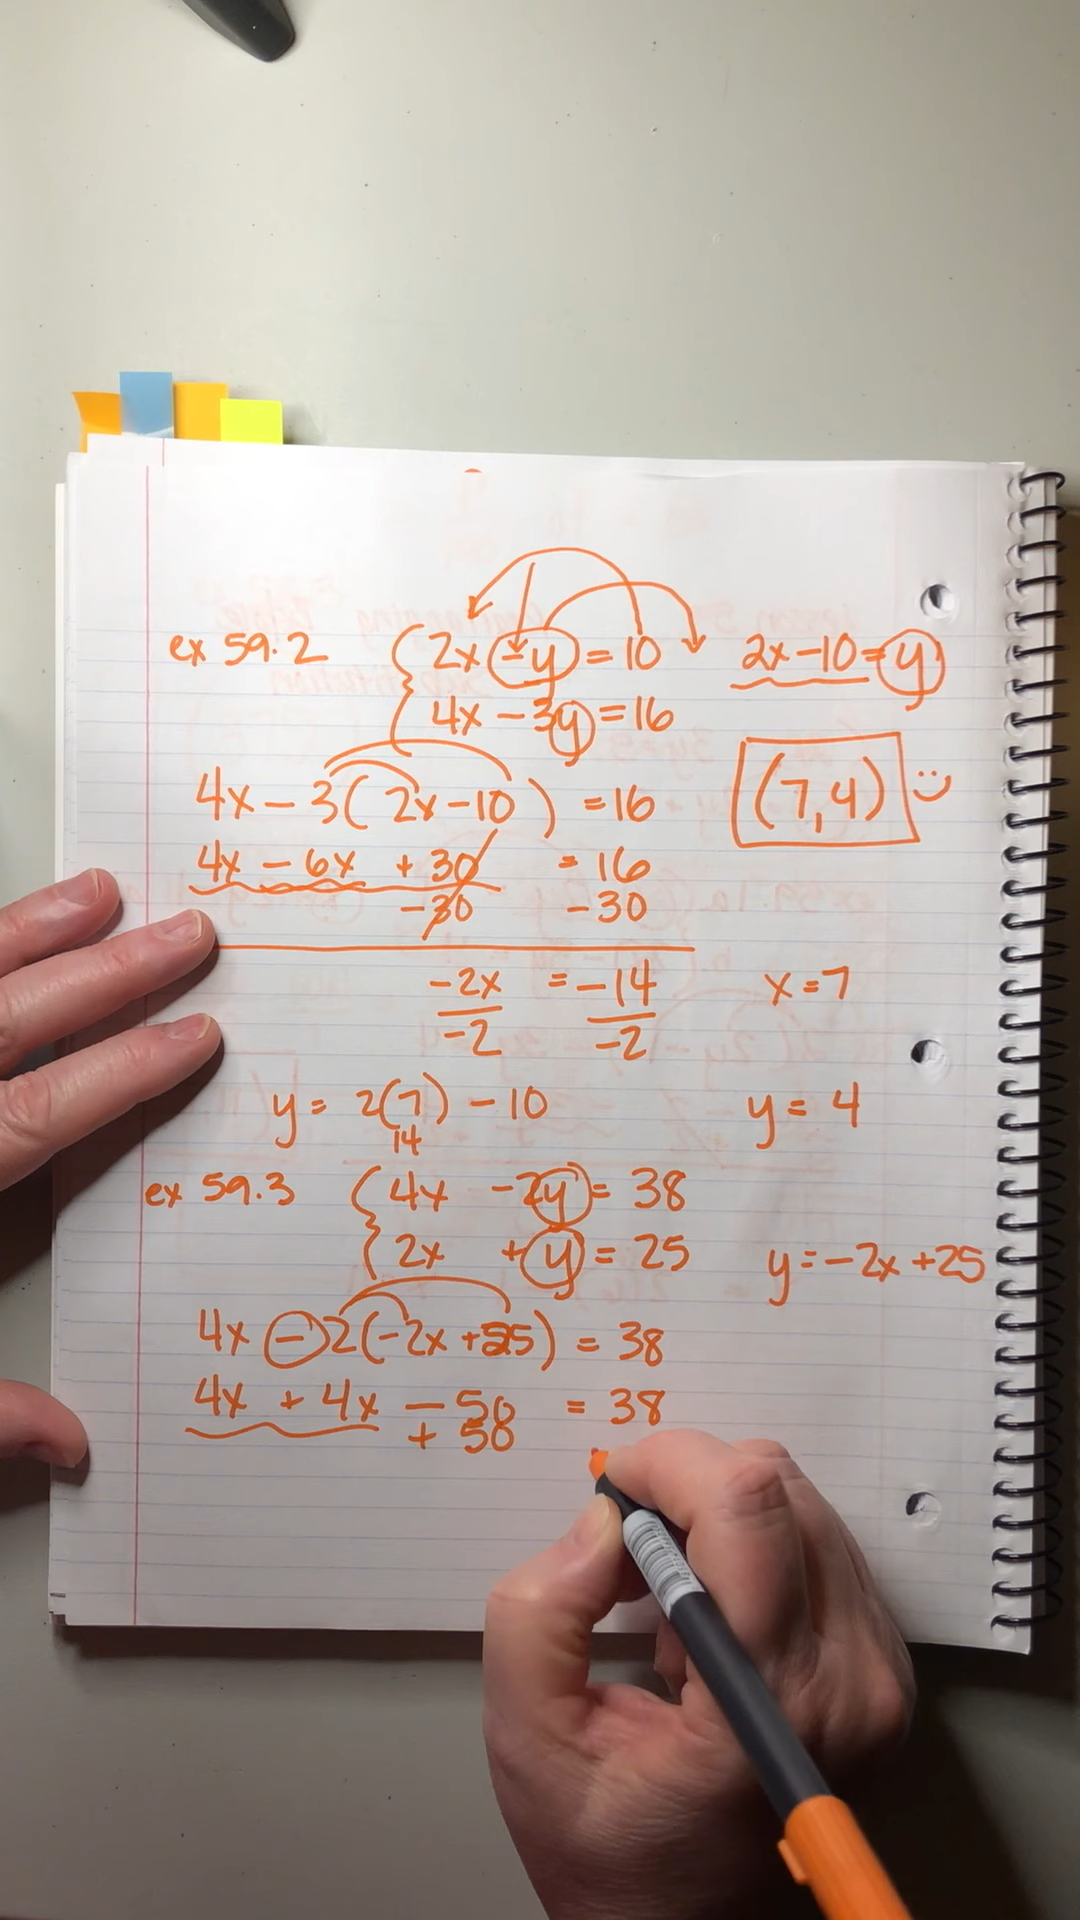 ex 59.2 2x -y = 10 2x -10 = y
4x - 3y = 16
4x - 3( 2x -10 ) = 16 (7,4)
4x - 6x + 30 = 16
-30 -30
-2x = -14 x = 7
-2 -2
y = 2(7) - 10 y = 4
14
ex 59.3 4x -2y = 38
2x + y = 25 y = -2x +25
4x - 2(-2x +25) = 38
4x + 4x - 50 = 38
+ 50